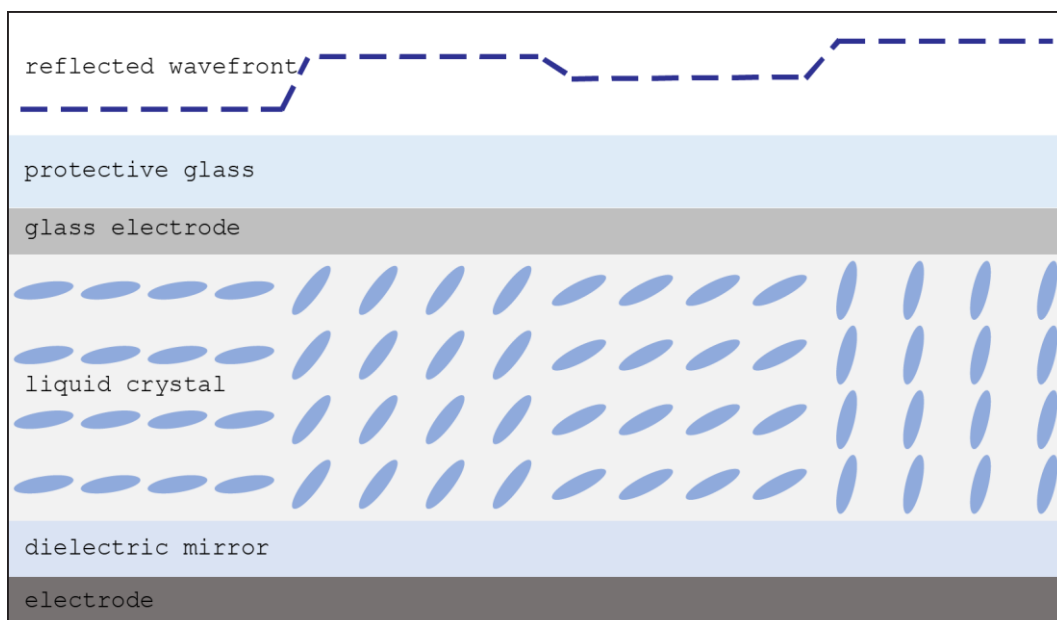 reflected wavefront
protective glass
glass electrode
liquid crystal
dielectric mirror
electrode